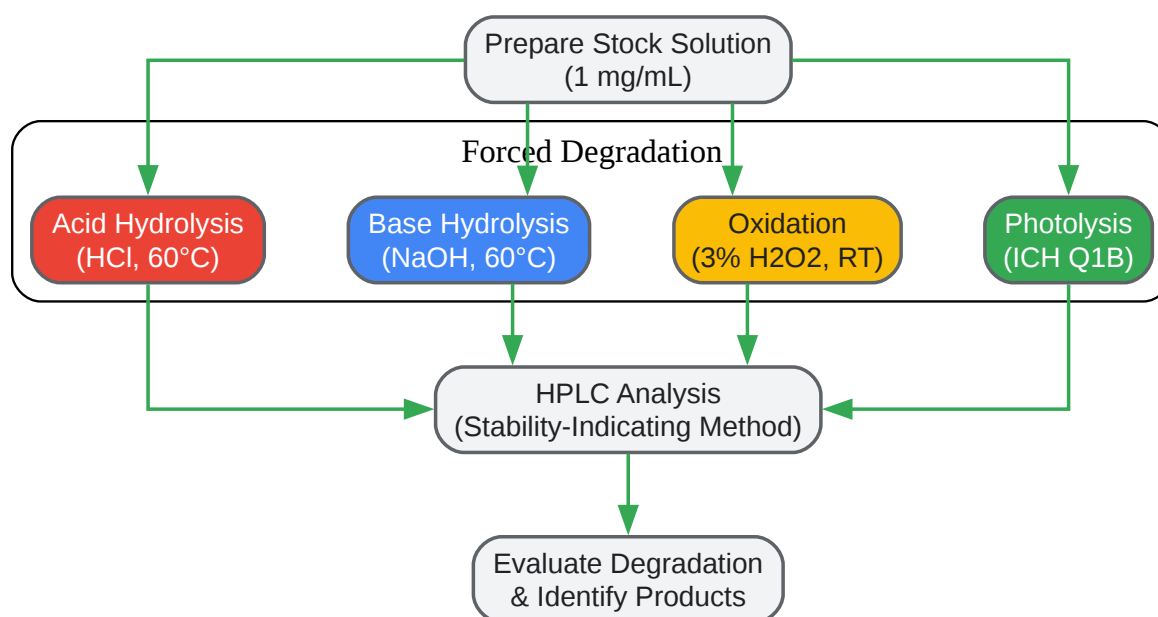 Prepare Stock Solution
(1 mg/mL)
Forced Degradation
Acid Hydrolysis
(HCl, 60°C)
Base Hydrolysis
(NaOH, 60°C)
Oxidation
(3% H2O2, RT)
Photolysis
(ICH Q1B)
HPLC Analysis
(Stability-Indicating Method)
Evaluate Degradation
& Identify Products